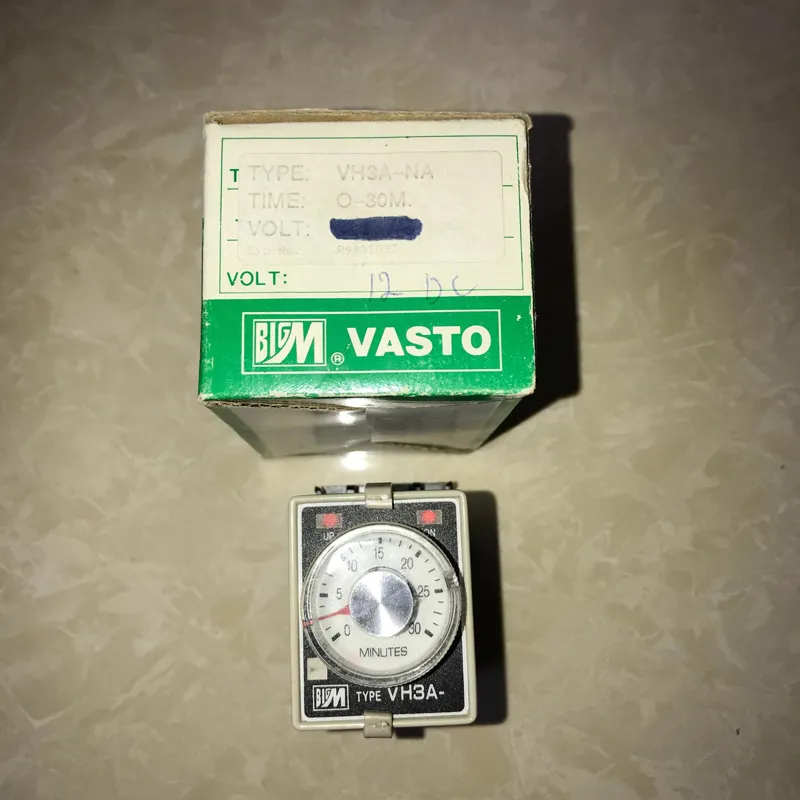 T
TYPE: VH3A-NA
TIME: 0-30M.
VOLT:
VOLT: 12 DC
BIGM ® VASTO
UP ON
0 5 10 15 20 25 30
MINUTES
BIGM TYPE VH3A-